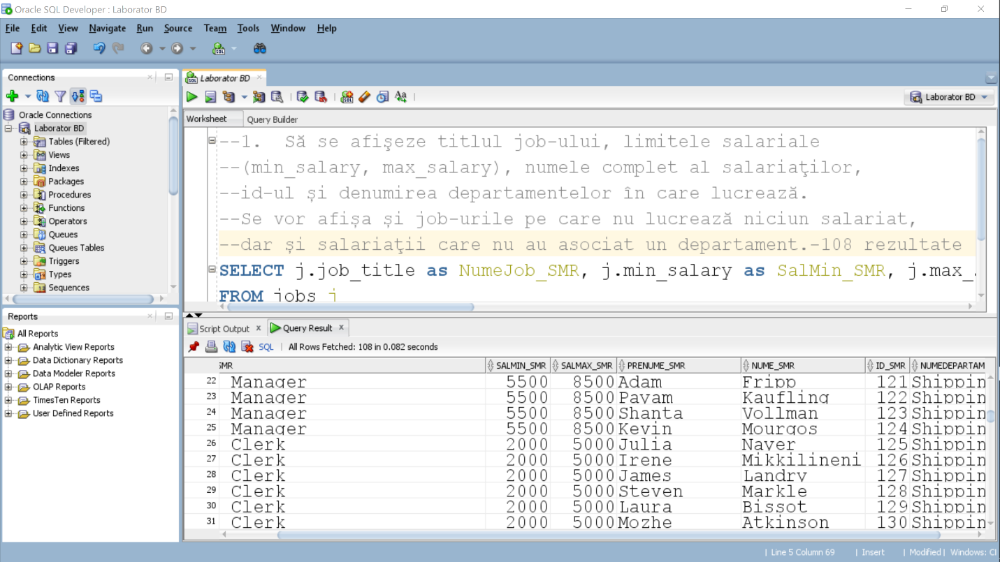 Oracle SQL Developer : Laborator BD
File Edit View Navigate Run Source Team Tools Window Help
Connections
Oracle Connections
Laborator BD
Tables (Filtered)
Views
Indexes
Packages
Procedures
Functions
Operators
Queues
Queues Tables
Triggers
Types
Sequences
Reports
All Reports
Analytic View Reports
Data Dictionary Reports
Data Modeler Reports
OLAP Reports
TimesTen Reports
User Defined Reports
Laborator BD
Laborator BD
Worksheet Query Builder
--1. Să se afişeze titlul job-ului, limitele salariale
--(min_salary, max_salary), numele complet al salariaţilor,
--id-ul și denumirea departamentelor în care lucrează.
--Se vor afișa și job-urile pe care nu lucrează niciun salariat,
--dar și salariaţii care nu au asociat un departament.-108 rezultate
SELECT j.job_title as NumeJob_SMR, j.min_salary as SalMin_SMR, j.max_
FROM jobs j
Script Output Query Result
SQL All Rows Fetched: 108 in 0.082 seconds
SMR SALMIN_SMR SALMAX_SMR PRENUME_SMR NUME_SMR ID_SMR NUMEDEPARTAM
22 Manager 5500 8500 Adam Fripp 121 Shippin
23 Manager 5500 8500 Payam Kaufling 122 Shippin
24 Manager 5500 8500 Shanta Vollman 123 Shippin
25 Manager 5500 8500 Kevin Mourgos 124 Shippin
26 Clerk 2000 5000 Julia Nayer 125 Shippin
27 Clerk 2000 5000 Irene Mikkilineni 126 Shippin
28 Clerk 2000 5000 James Landry 127 Shippin
29 Clerk 2000 5000 Steven Markle 128 Shippin
30 Clerk 2000 5000 Laura Bissot 129 Shippin
31 Clerk 2000 5000 Mozhe Atkinson 130 Shippin
Line 5 Column 69 Insert Modified Windows: Cl